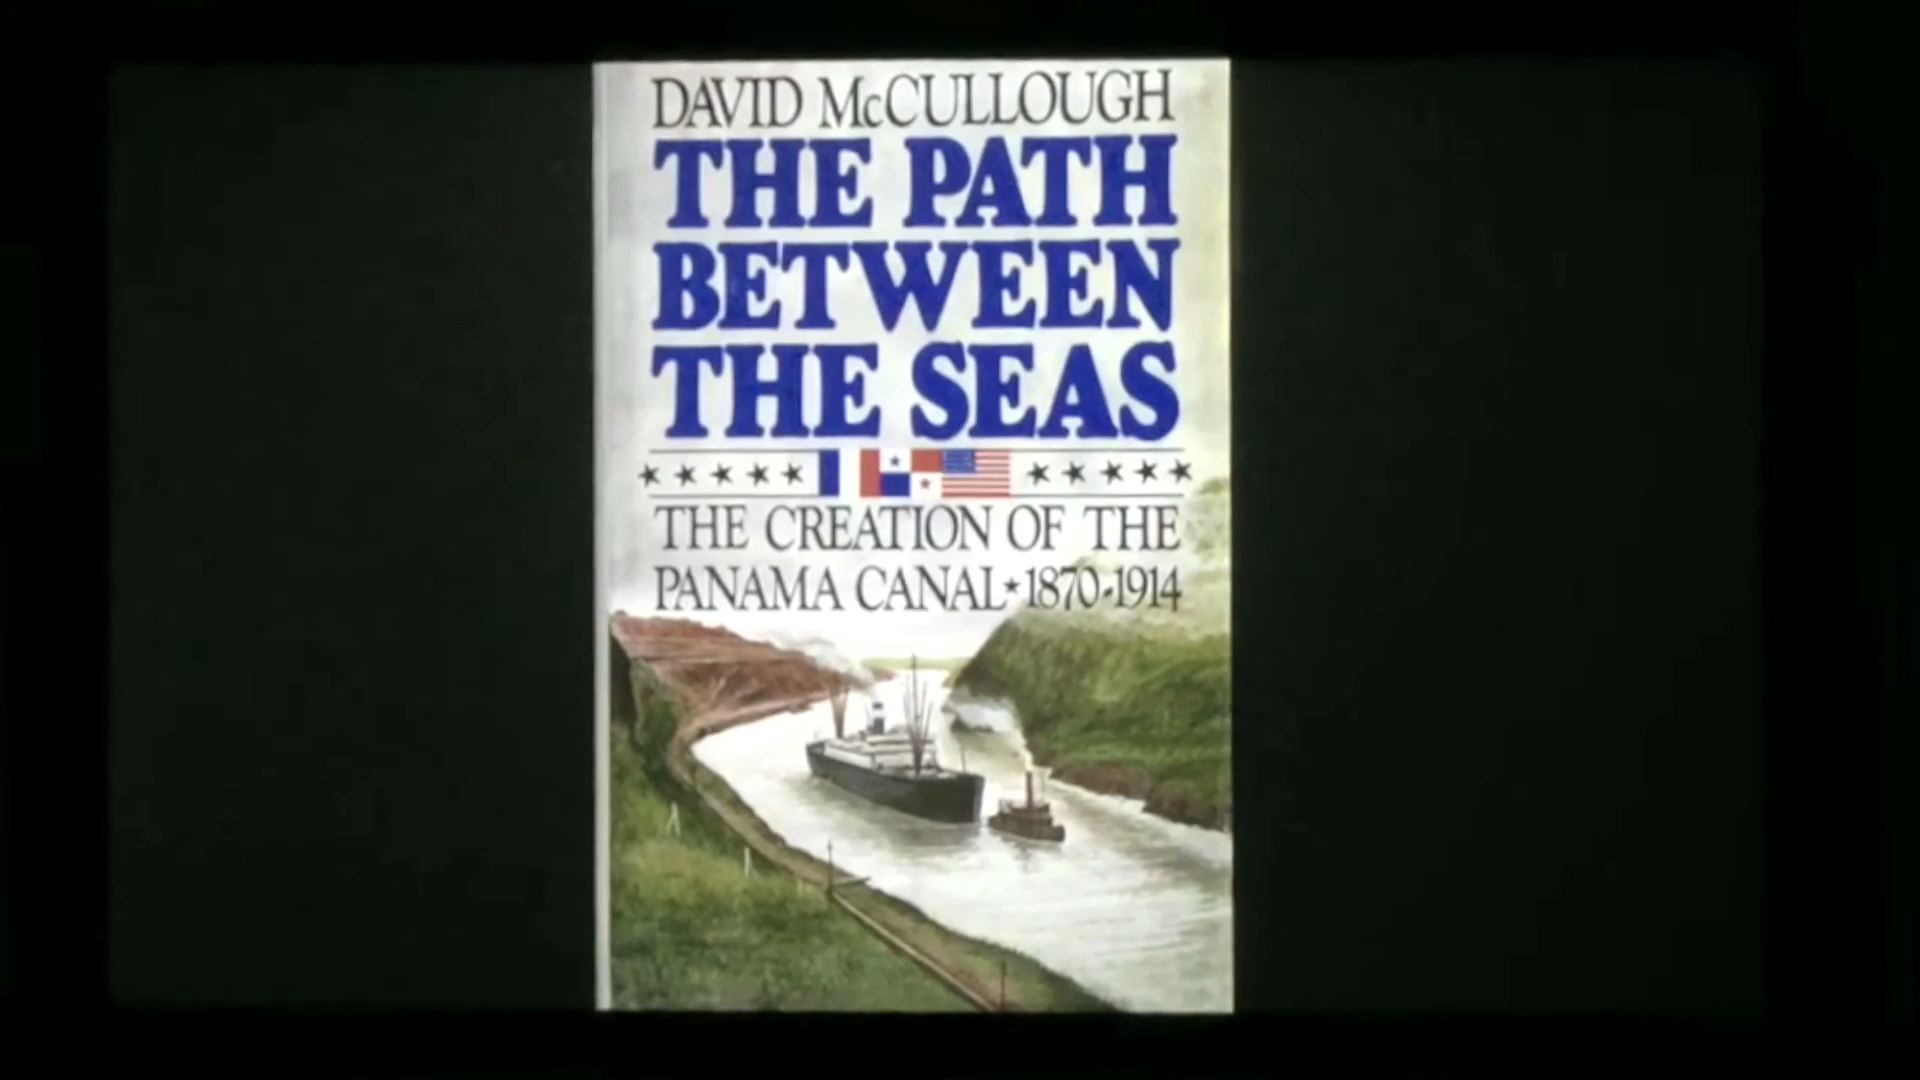 DAVID McCULLOUGH
THE PATH
BETWEEN
THE SEAS
THE CREATION OF THE
PANAMA CANAL★1870-1914